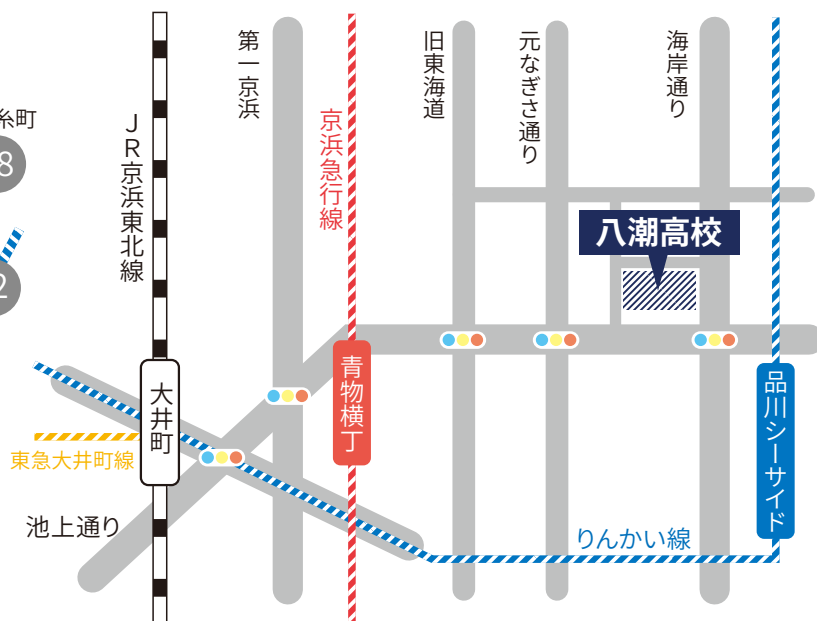 糸町
8
2
JR京浜東北線
第一京浜
京浜急行線
旧東海道
元なぎさ通り
海岸通り
八潮高校
大井町
青物横丁
品川シーサイド
東急大井町線
池上通り
りんかい線